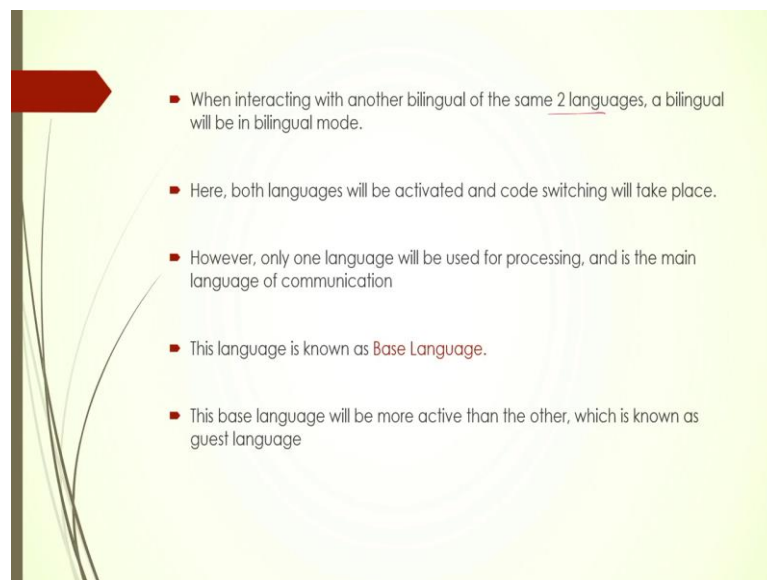 When interacting with another bilingual of the same 2 languages, a bilingual
will be in bilingual mode.
Here, both languages will be activated and code switching will take place.
However, only one language will be used for processing, and is the main
language of communication
This language is known as Base Language.
This base language will be more active than the other, which is known as
guest language